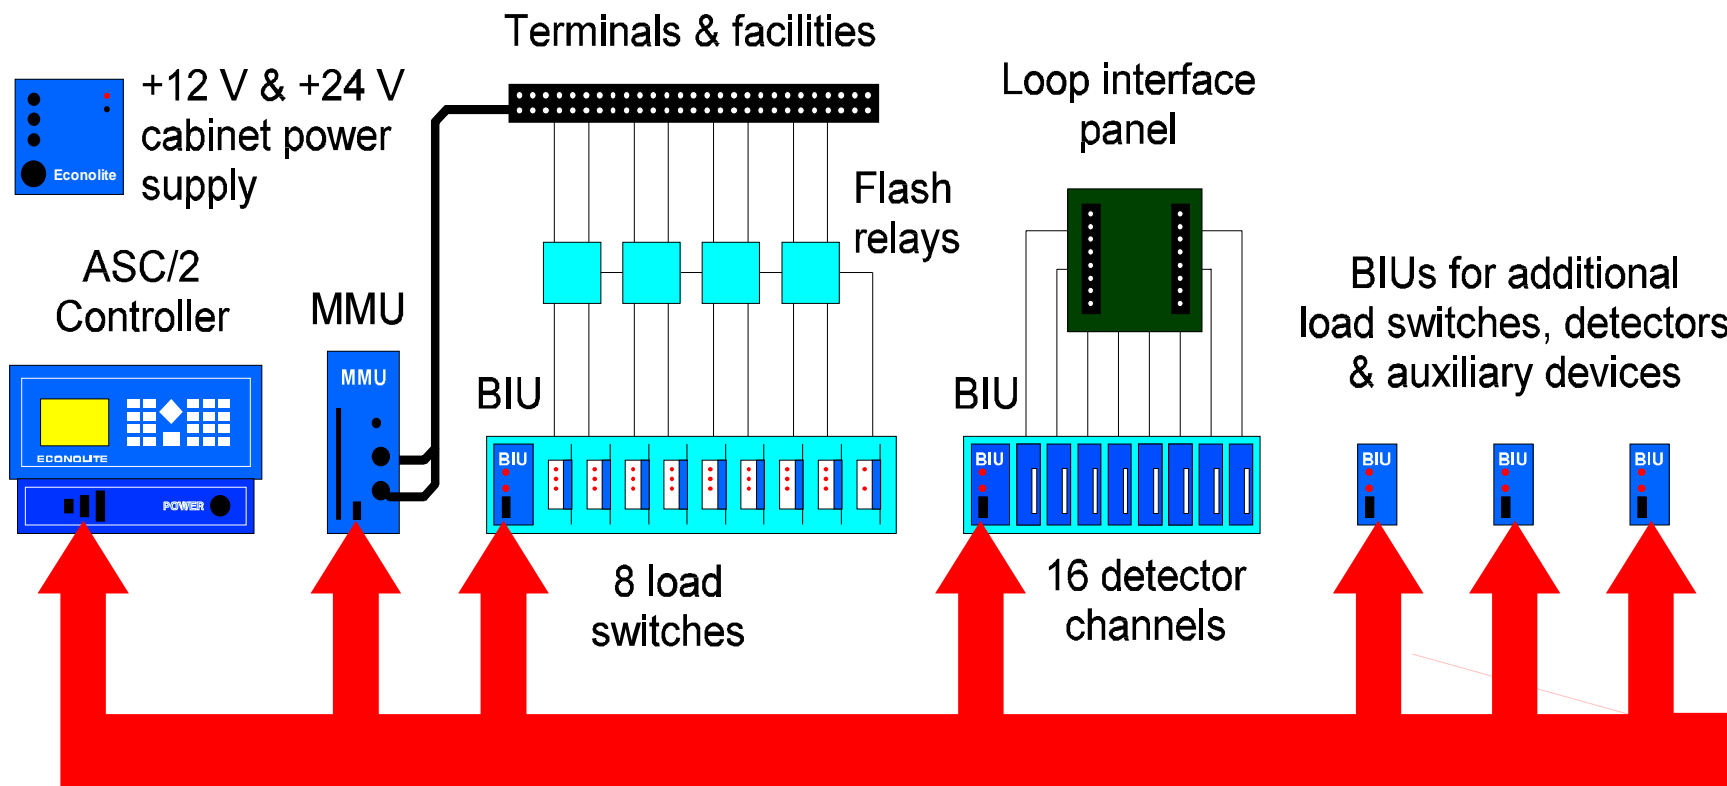 Terminals & facilities
+12 V & +24 V
cabinet power
supply
Econolite
Loop interface
panel
Flash
relays
ASC/2
Controller
MMU
BIUs for additional
load switches, detectors
& auxiliary devices
MMU
BIU
BIU
ECONOLITE
POWER
BIU
BIU
BIU
BIU
BIU
8 load
switches
16 detector
channels